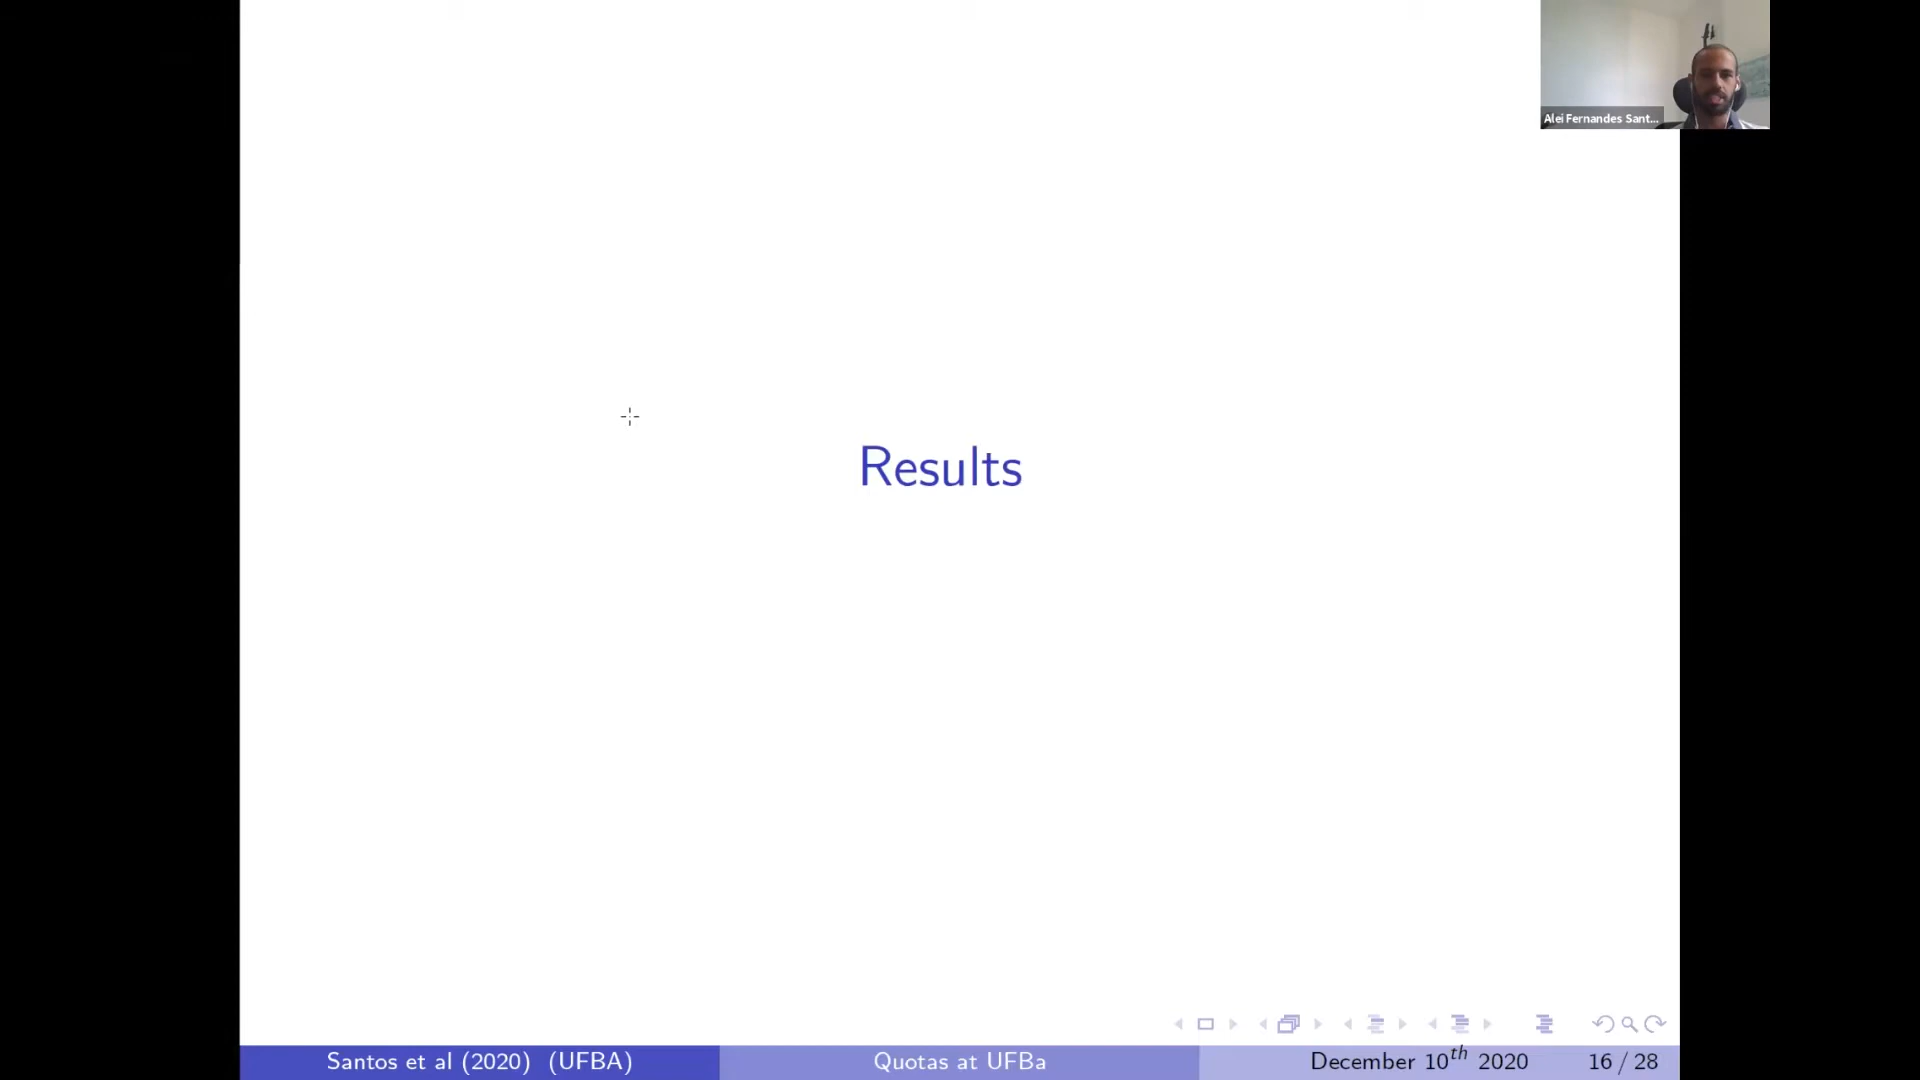 Alei Fernandes Sant...
Results
Santos et al (2020) (UFBA)
Quotas at UFBa
December 10th 2020
16 / 28